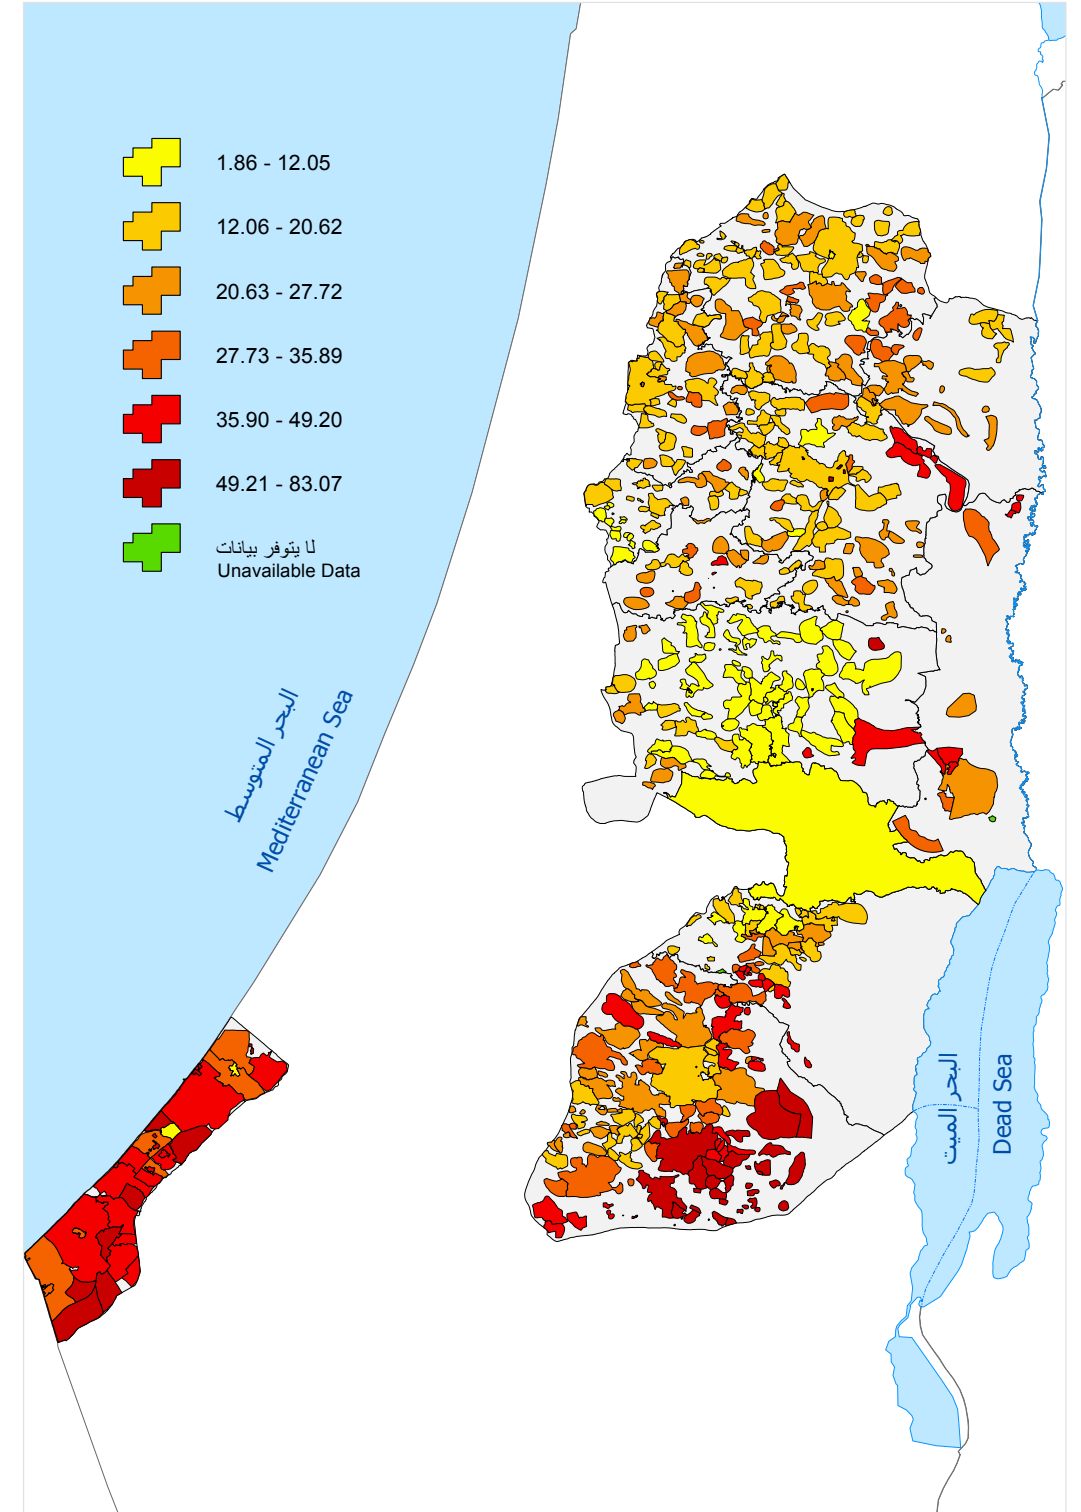 1.86 - 12.05
12.06 - 20.62
20.63 - 27.72
27.73 - 35.89
35.90 - 49.20
49.21 - 83.07
لا يتوفر بيانات
Unavailable Data
البحر المتوسط
Mediterranean Sea
البحر الميت
Dead Sea